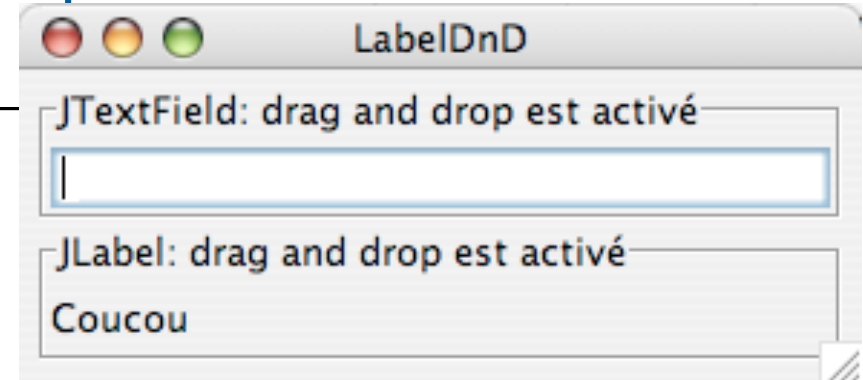 LabelDnD
JTextField: drag and drop est activé
JLabel: drag and drop est activé
Coucou